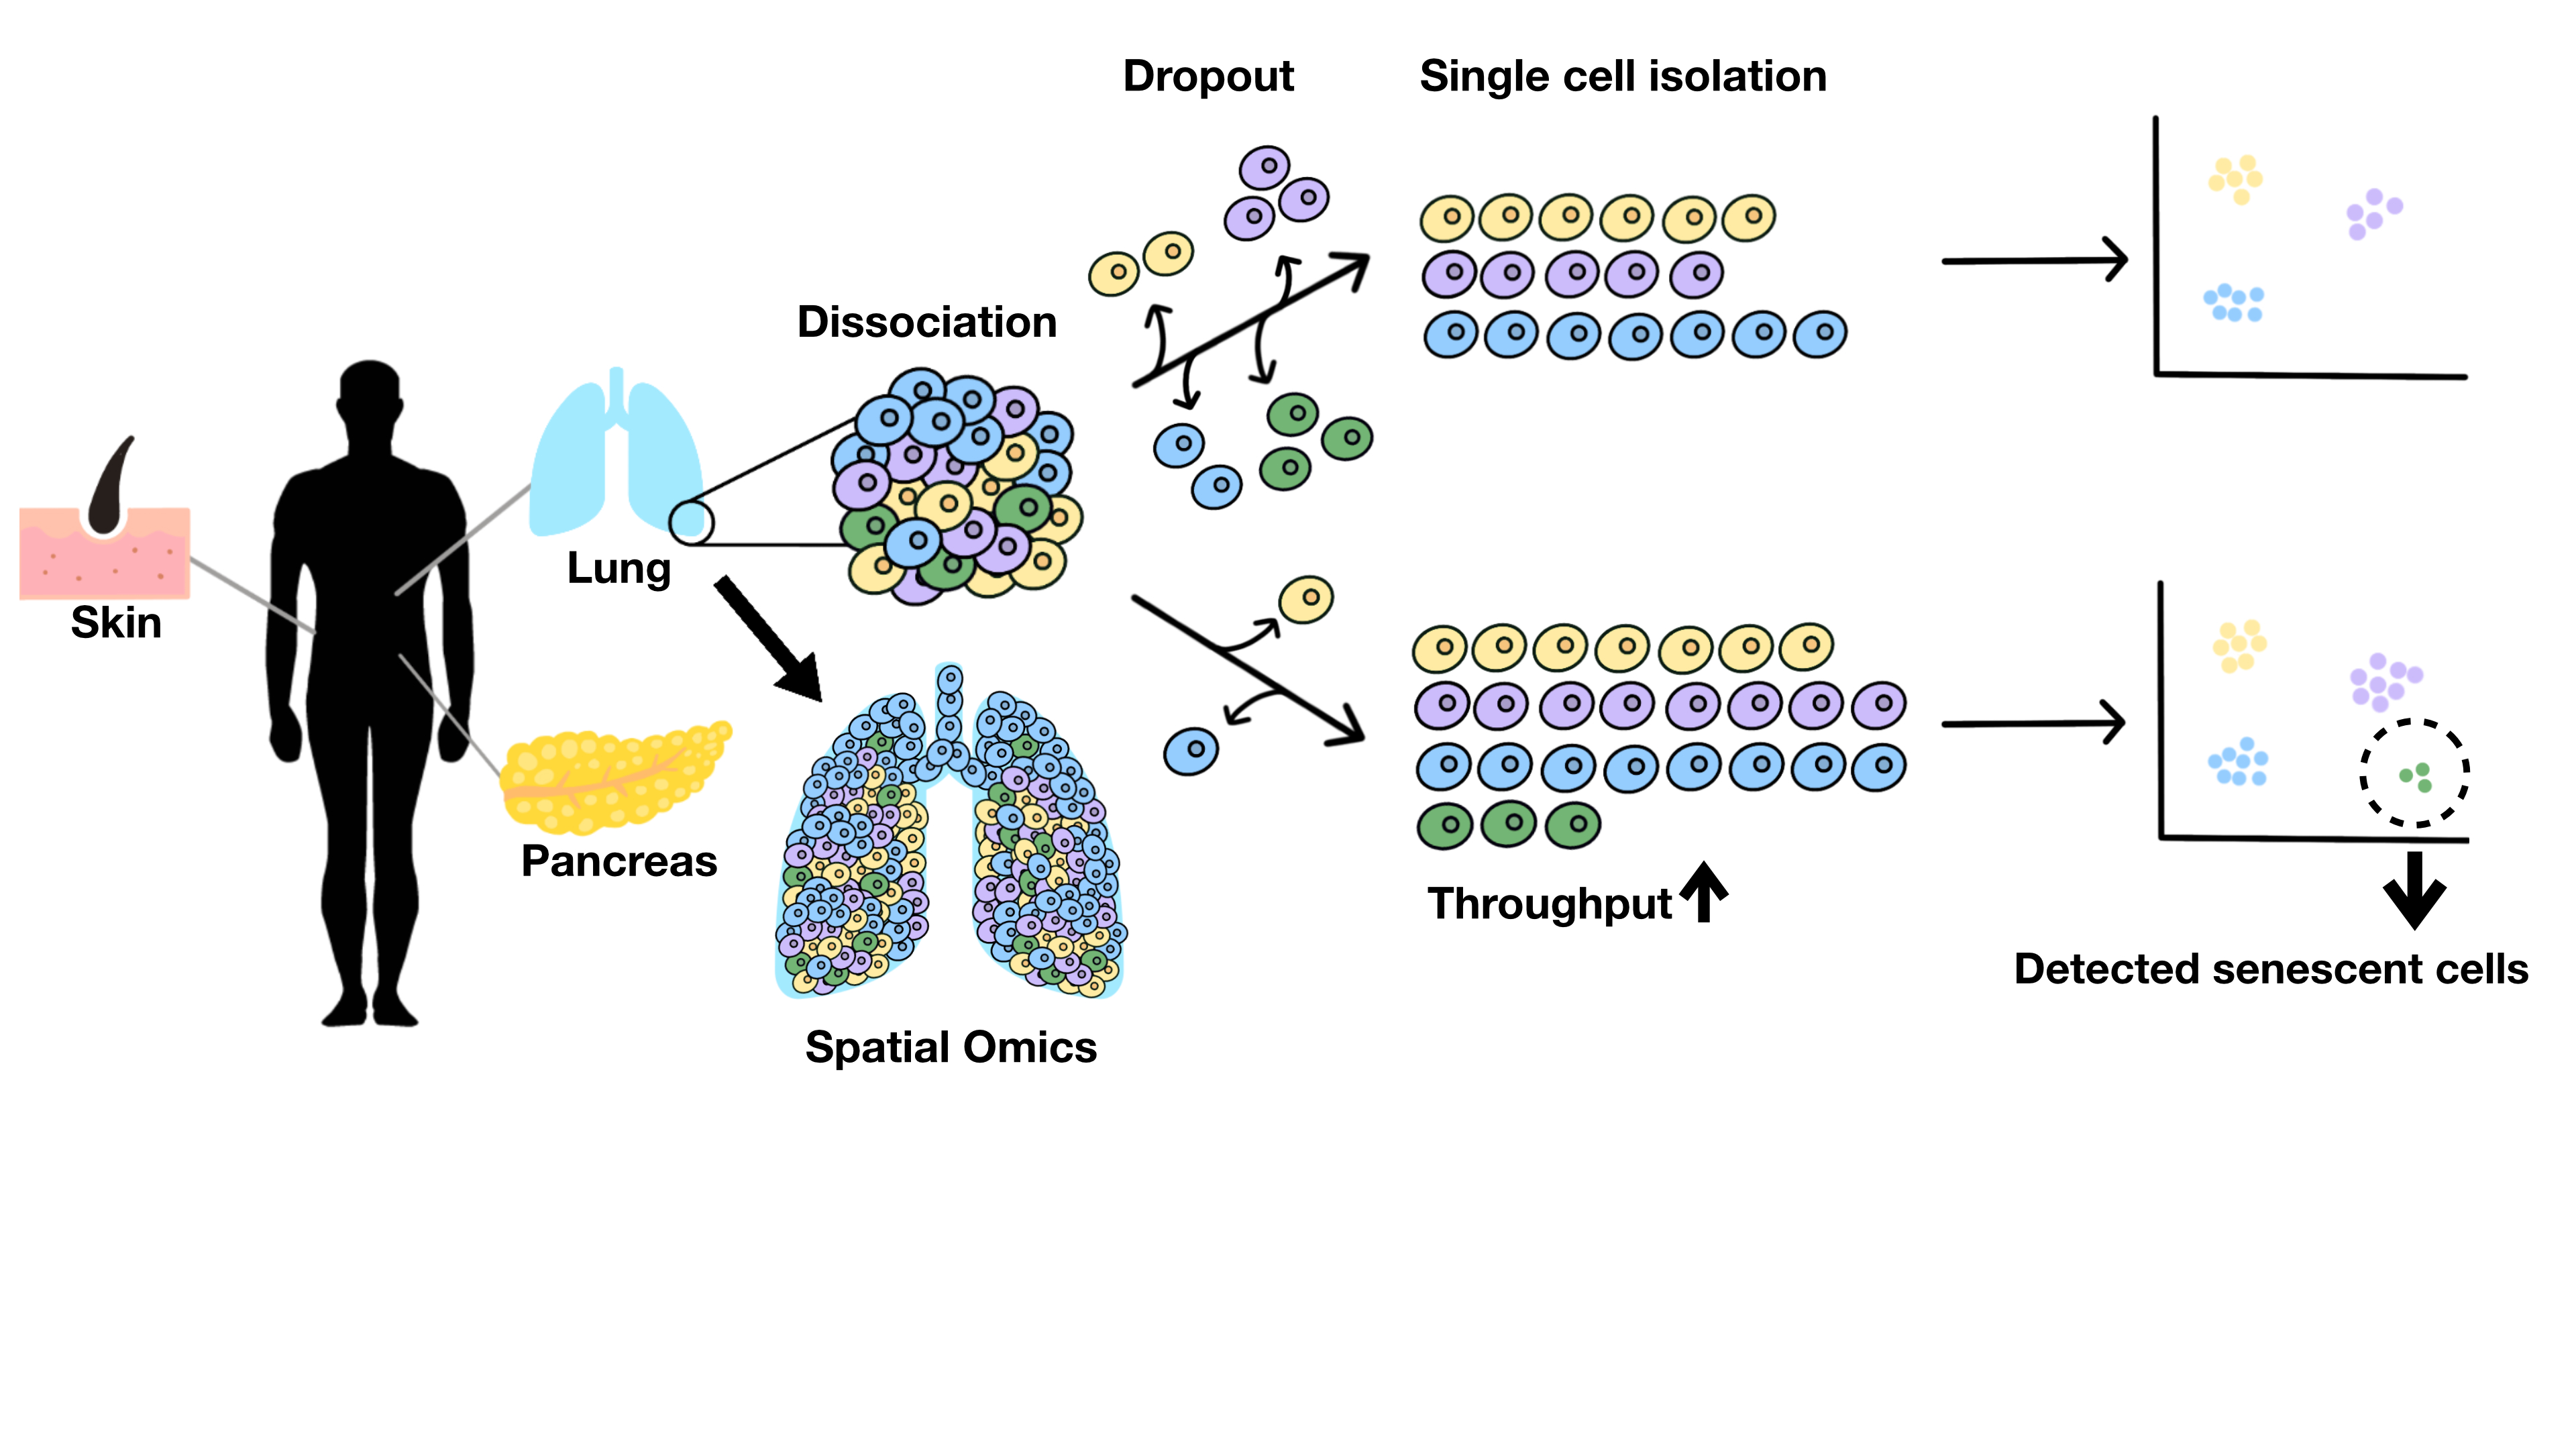 Dropout
Single cell isolation
Dissociation
Lung
Skin
Pancreas
Throughput
Detected senescent cells
Spatial Omics